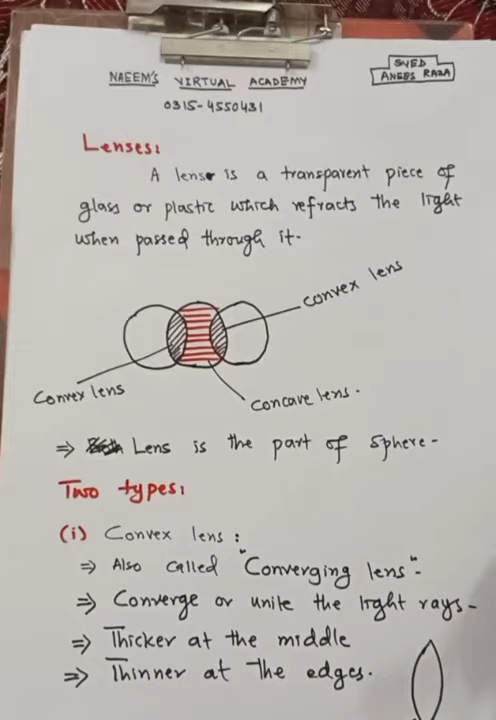 NAEEM'S VIRTUAL ACADEMY
0315-4550431
SYED
ANEES RAZA
Lenses:
A lense is a transparent piece of
glass or plastic which refracts the light
when passed through it-
convex lens
Convex lens
Concave lens.
⇒ Lens is the part of sphere-
Two types:
(i) Convex lens:
⇒ Also called "Converging lens"-
⇒ Converge or unite the light rays-
⇒ Thicker at the middle
⇒ Thinner at the edges.